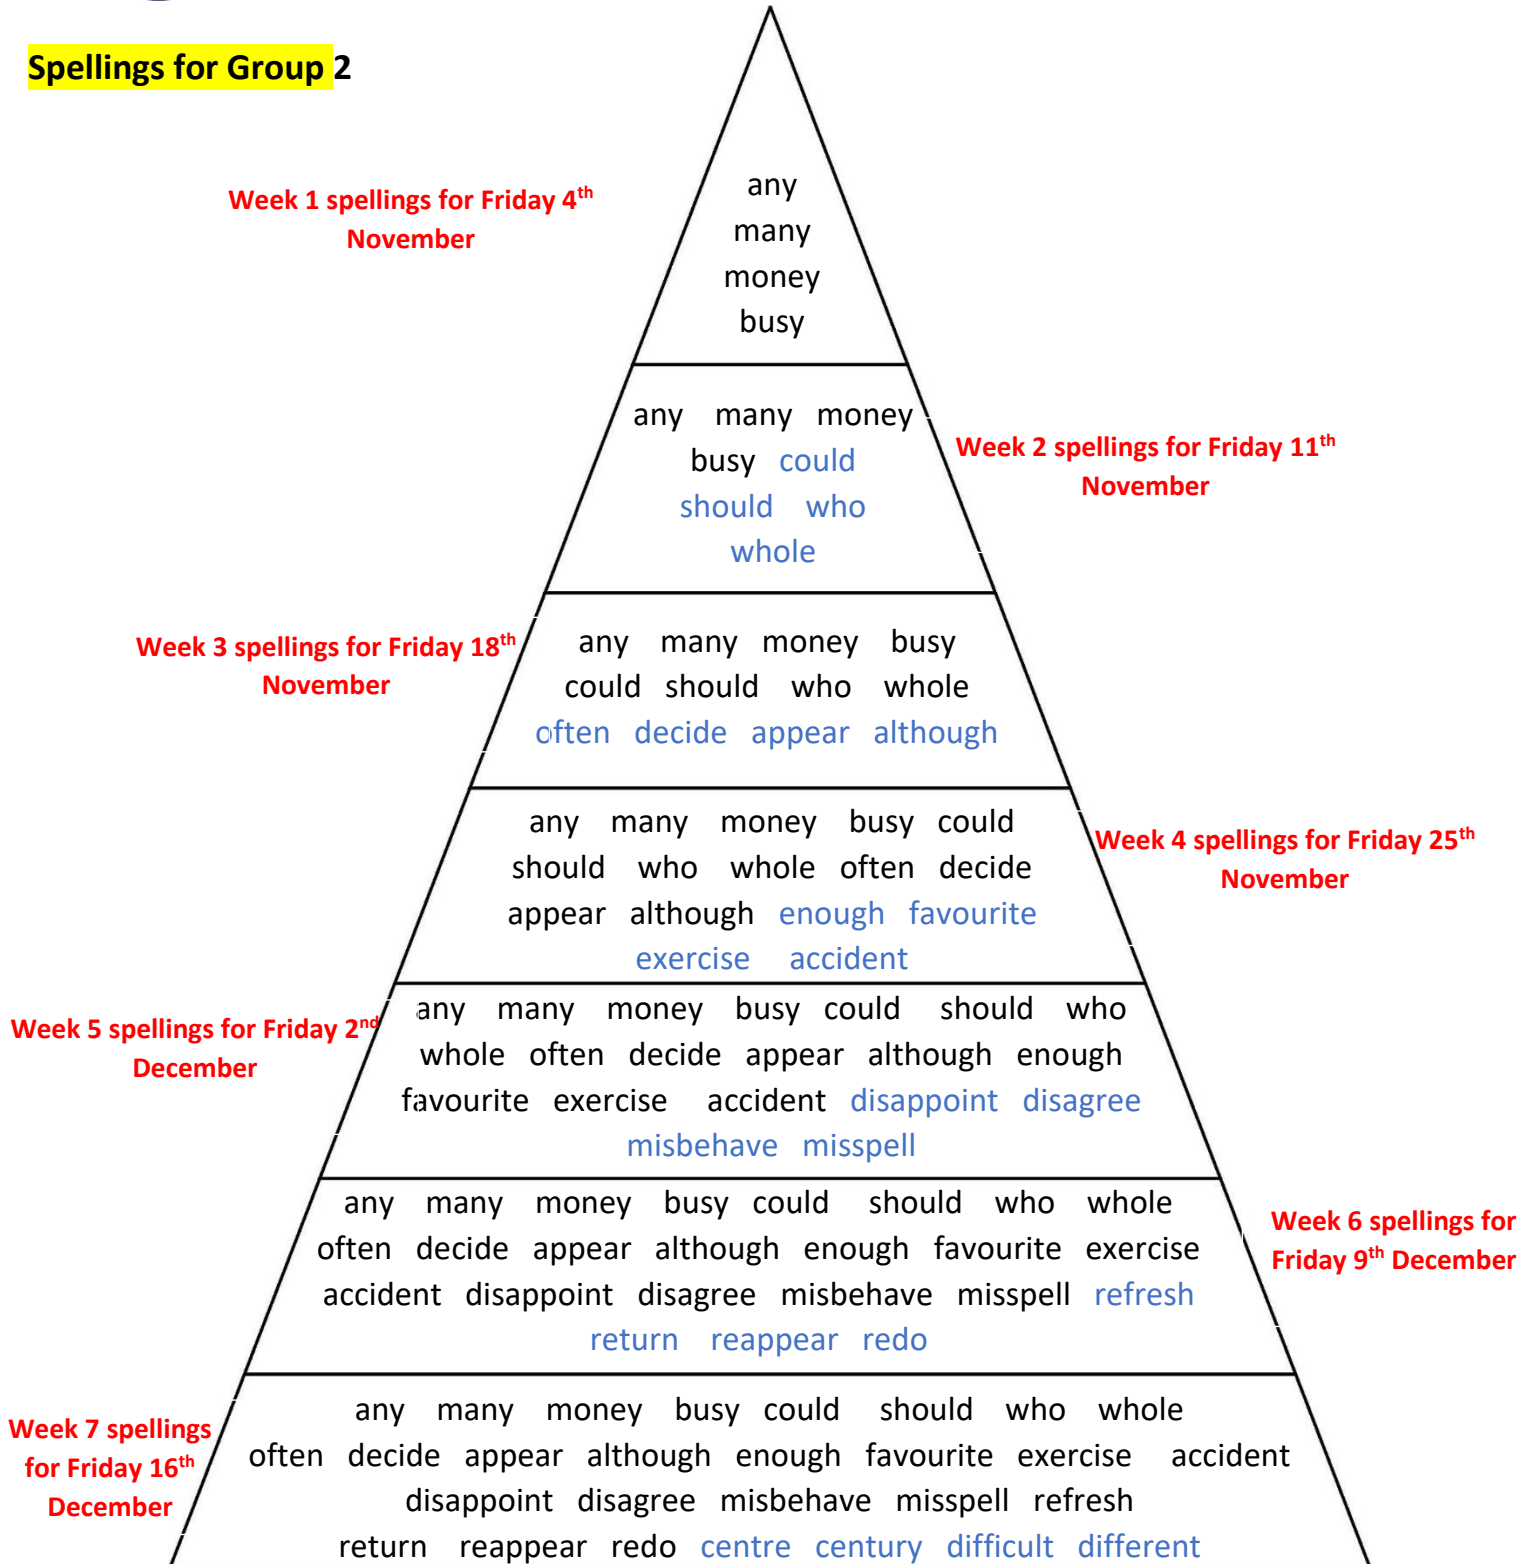 Spellings for Group 2
Week 1 spellings for Friday 4th
November
any
many
money
busy
Week 2 spellings for Friday 11th
November
any many money
busy could
should who
whole
Week 3 spellings for Friday 18th
November
any many money busy
could should who whole
often decide appear although
Week 4 spellings for Friday 25th
November
any many money busy could
should who whole often decide
appear although enough favourite
exercise accident
Week 5 spellings for Friday 2nd
December
any many money busy could should who
whole often decide appear although enough
favourite exercise accident disappoint disagree
misbehave misspell
Week 6 spellings for
Friday 9th December
any many money busy could should who whole
often decide appear although enough favourite exercise
accident disappoint disagree misbehave misspell refresh
return reappear redo
Week 7 spellings
for Friday 16th
December
any many money busy could should who whole
often decide appear although enough favourite exercise accident
disappoint disagree misbehave misspell refresh
return reappear redo centre century difficult different